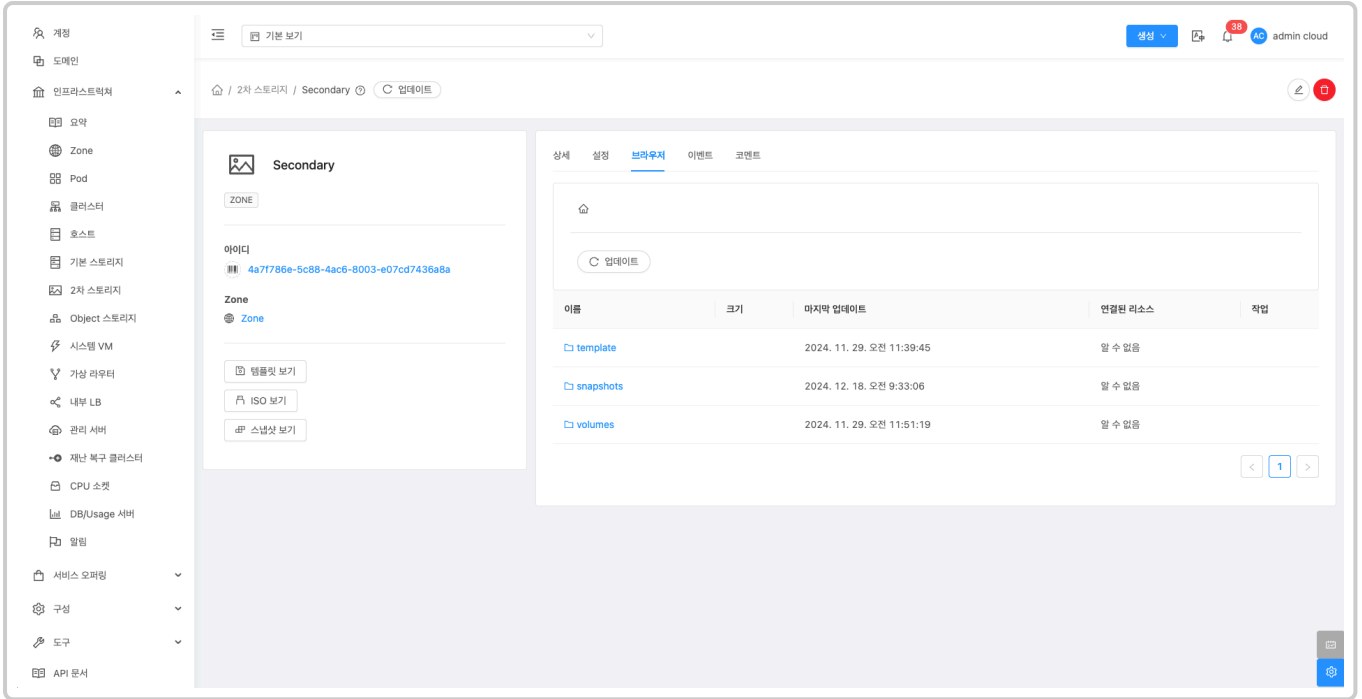 계정
도메인
인프라스트럭쳐
요약
Zone
Pod
클러스터
호스트
기본 스토리지
2차 스토리지
Object 스토리지
시스템 VM
가상 라우터
내부 LB
관리 서버
재난 복구 클러스터
CPU 소켓
DB/Usage 서버
알림
서비스 오퍼링
구성
도구
API 문서
기본 보기
생성
38
AC admin cloud
/ 2차 스토리지 / Secondary 업데이트
Secondary
ZONE
아이디
4a7f786e-5c88-4ac6-8003-e07cd7436a8a
Zone
Zone
템플릿 보기
ISO 보기
스냅샷 보기
상세 설정 브라우저 이벤트 코멘트
업데이트
이름 크기 마지막 업데이트 연결된 리소스 작업
template 2024. 11. 29. 오전 11:39:45 알 수 없음
snapshots 2024. 12. 18. 오전 9:33:06 알 수 없음
volumes 2024. 11. 29. 오전 11:51:19 알 수 없음
< 1 >